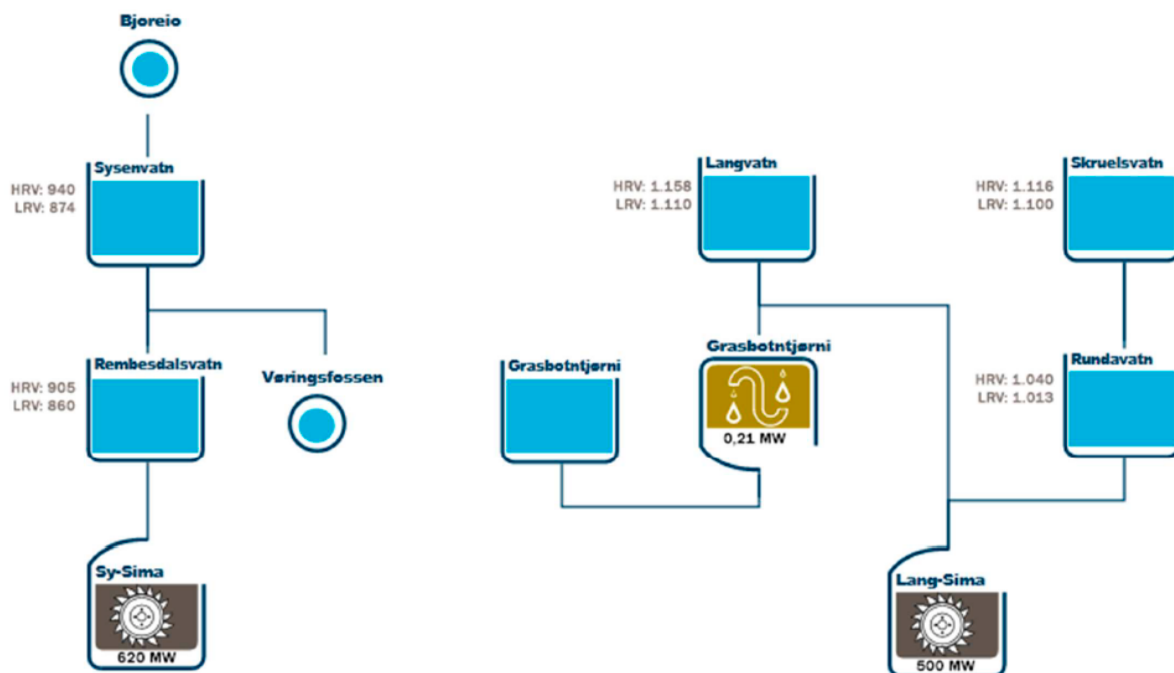 Bjoreio
Sysenvatn
HRV: 940
LRV: 874
Rembesdalsvatn
HRV: 905
LRV: 860
Vøringsfossen
Sy-Sima
620 MW
Langvatn
HRV: 1.158
LRV: 1.110
Grasbotntjørni
Grasbotntjørni
0,21 MW
Skruelsvatn
HRV: 1.116
LRV: 1.100
Rundavatn
HRV: 1.040
LRV: 1.013
Lang-Sima
500 MW